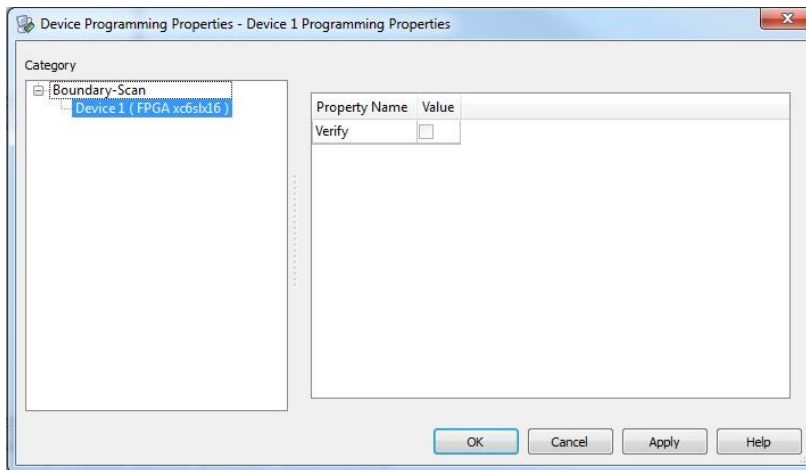 Device Programming Properties - Device 1 Programming Properties
Category
Boundary-Scan
Device 1 ( FPGA xc6slx16 )
Property Name Value
Verify
OK Cancel Apply Help